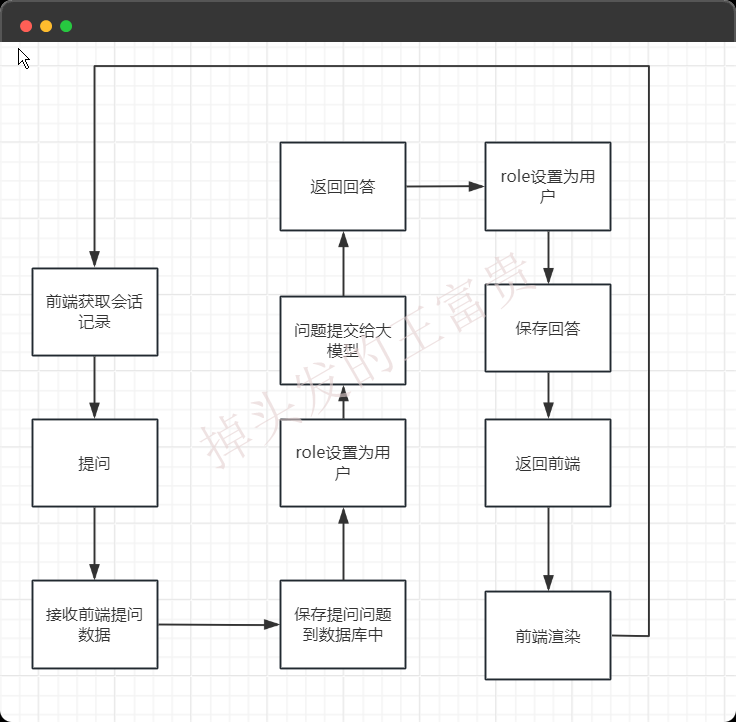 前端获取会话
记录
提问
接收前端提问
数据
保存提问问题
到数据库中
role设置为用
户
问题提交给大
模型
返回回答
role设置为用
户
保存回答
返回前端
前端渲染
掉头发的王富贵